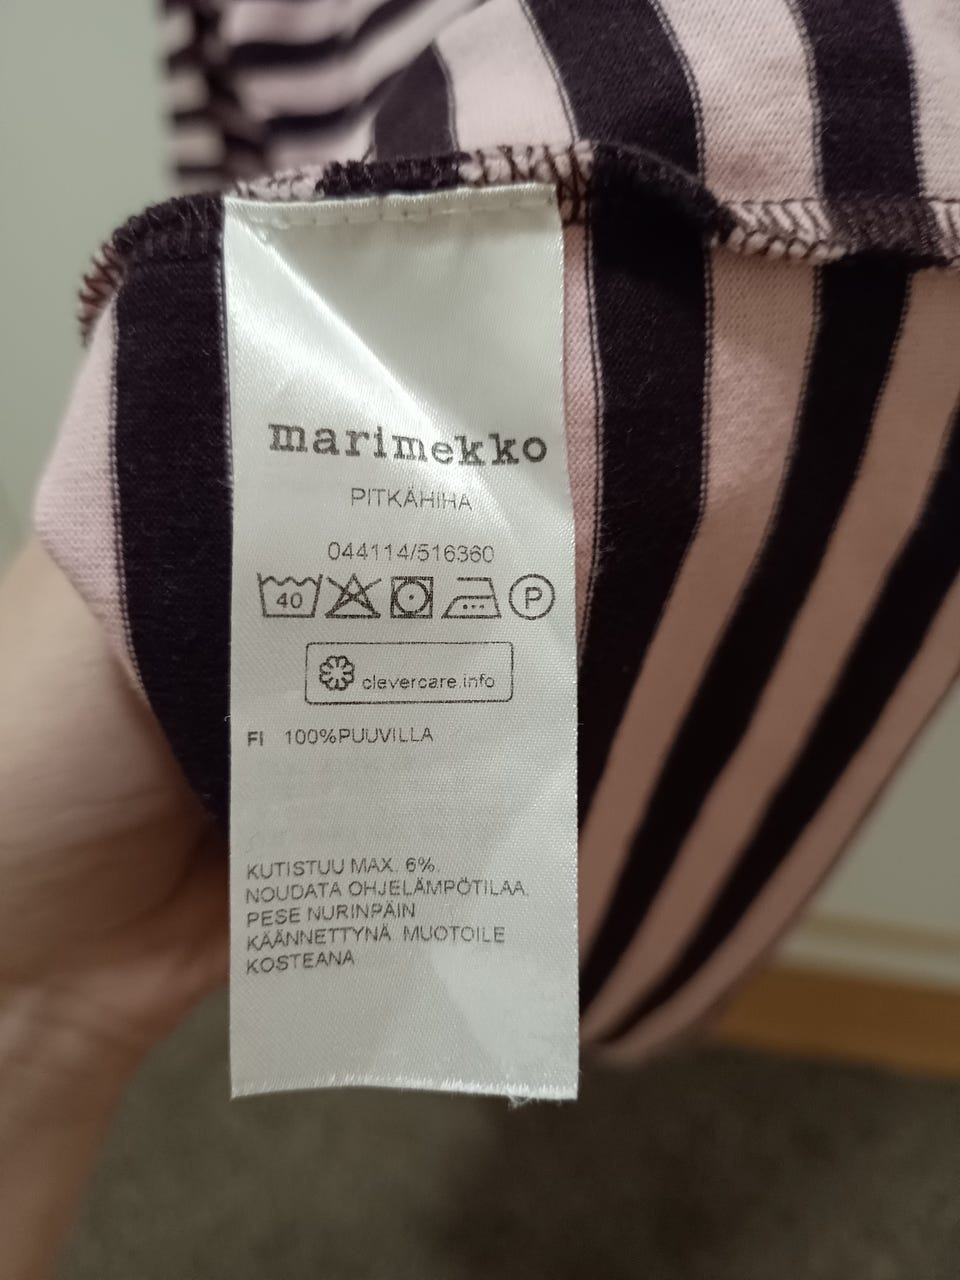 marimekko
PITKÄHIHA
044114/516360
40 P
clevercare.info
FI 100%PUUVILLA
KUTISTUU MAX. 6%.
NOUDATA OHJELÄMPÖTILAA.
PESE NURINPÄIN
KÄÄNNETTYNÄ. MUOTOILE
KOSTEANA